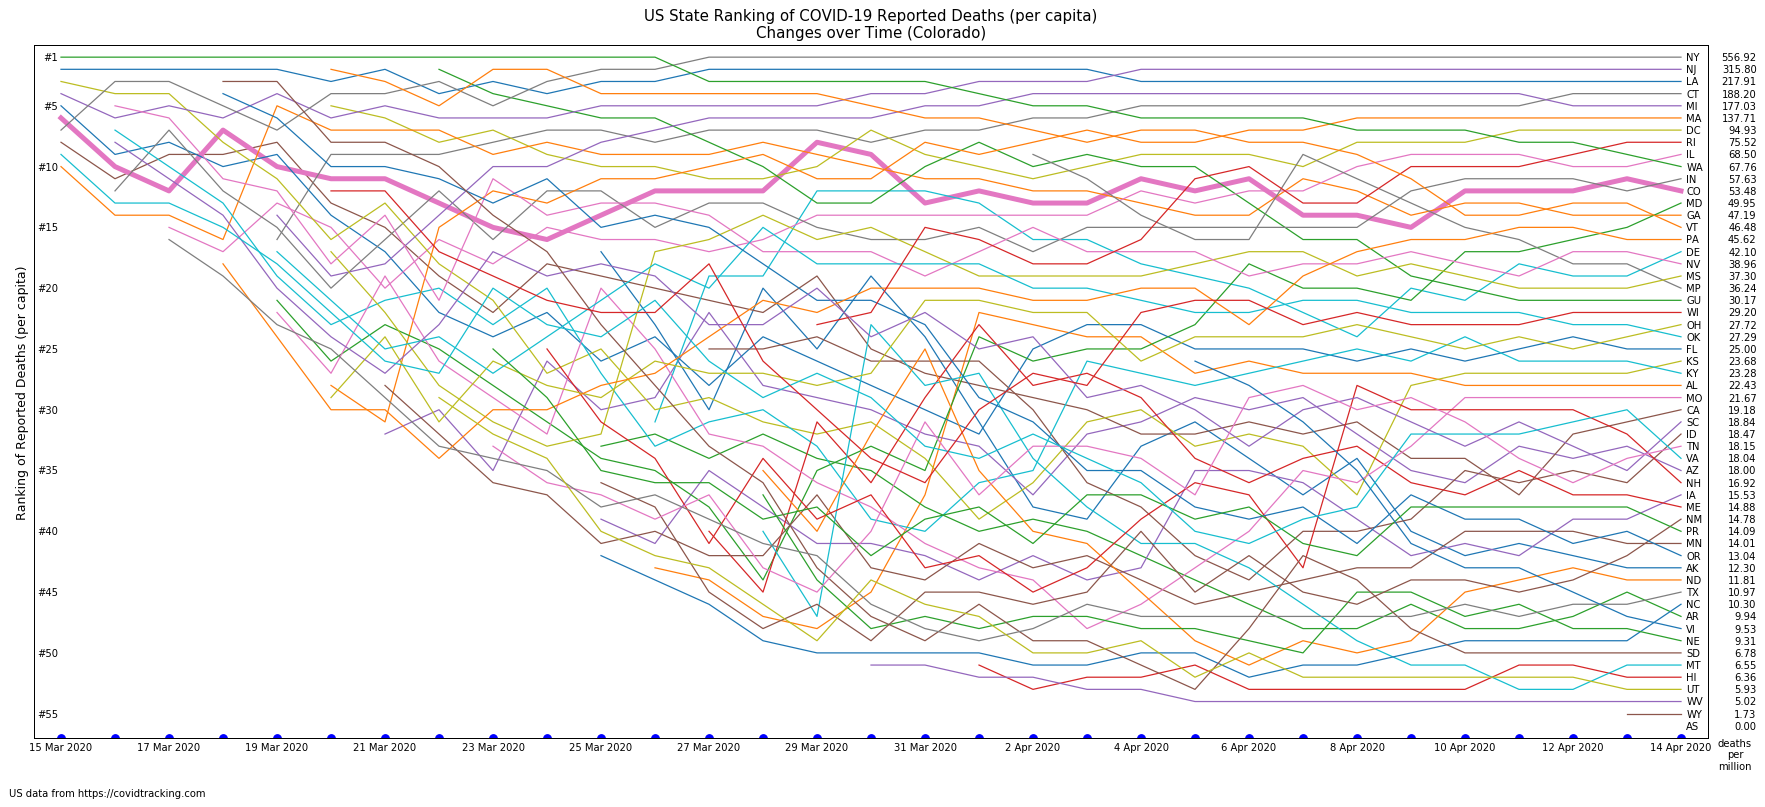 US State Ranking of COVID-19 Reported Deaths (per capita)
Changes over Time (Colorado)
Ranking of Reported Deaths (per capita)
#1
#5
#10
#15
#20
#25
#30
#35
#40
#45
#50
#55
NY 556.92
NJ 315.80
LA 217.91
CT 188.20
MI 177.03
MA 137.71
DC 94.93
RI 75.52
IL 68.50
WA 67.76
IN 57.63
CO 53.48
MD 49.95
GA 47.19
VT 46.48
PA 45.62
DE 42.10
NV 38.96
MS 37.30
MP 36.24
GU 30.17
WI 29.20
OH 27.72
OK 27.29
FL 25.00
KS 23.68
KY 23.28
AL 22.43
MO 21.67
CA 19.18
SC 18.84
ID 18.47
TN 18.15
VA 18.04
AZ 18.00
NH 16.92
IA 15.53
ME 14.88
NM 14.78
PR 14.09
MN 14.01
OR 13.04
AK 12.30
ND 11.81
TX 10.97
NC 10.30
AR 9.94
VI 9.53
NE 9.31
SD 6.78
MT 6.55
HI 6.36
UT 5.93
WV 5.02
WY 1.73
AS 0.00
15 Mar 2020 17 Mar 2020 19 Mar 2020 21 Mar 2020 23 Mar 2020 25 Mar 2020 27 Mar 2020 29 Mar 2020 31 Mar 2020 2 Apr 2020 4 Apr 2020 6 Apr 2020 8 Apr 2020 10 Apr 2020 12 Apr 2020 14 Apr 2020
deaths
per
million
US data from https://covidtracking.com